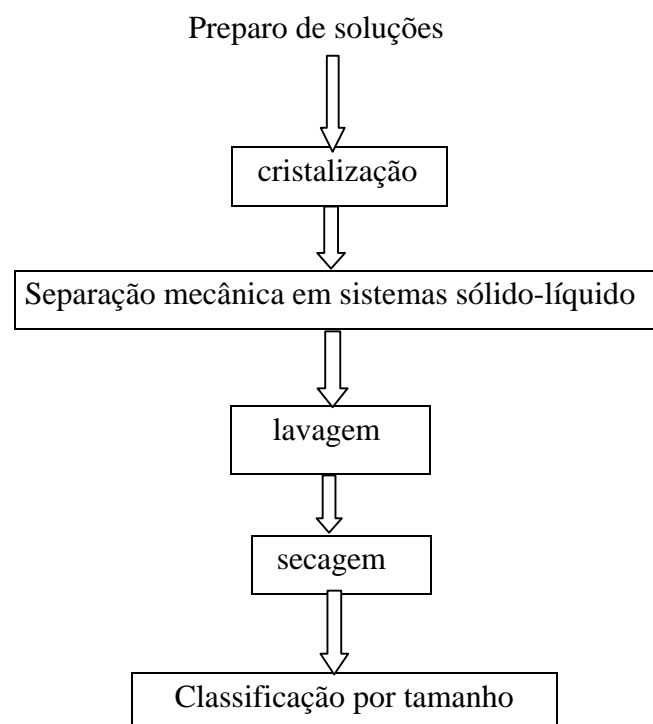 Preparo de soluções
cristalização
Separação mecânica em sistemas sólido-líquido
lavagem
secagem
Classificação por tamanho